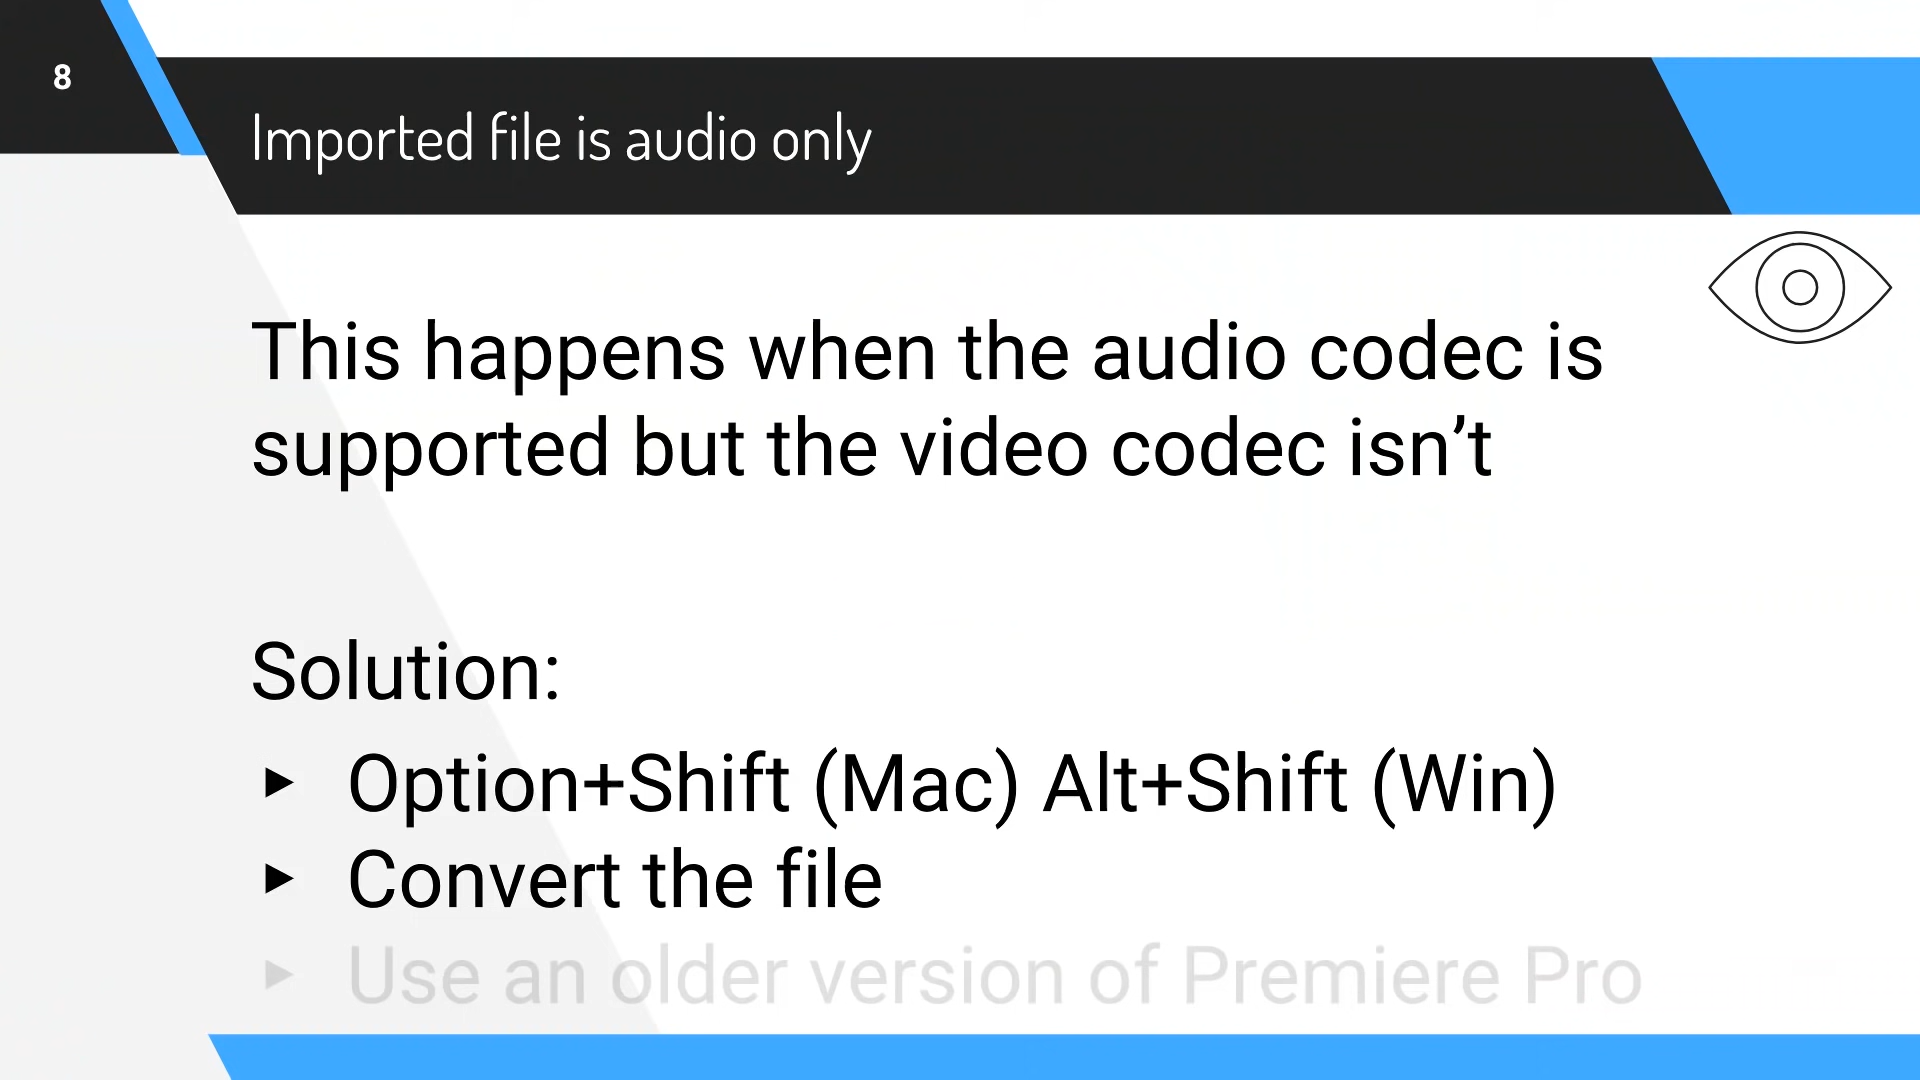 8
Imported file is audio only
This happens when the audio codec is
supported but the video codec isn’t
Solution:
► Option+Shift (Mac) Alt+Shift (Win)
► Convert the file
► Use an older version of Premiere Pro